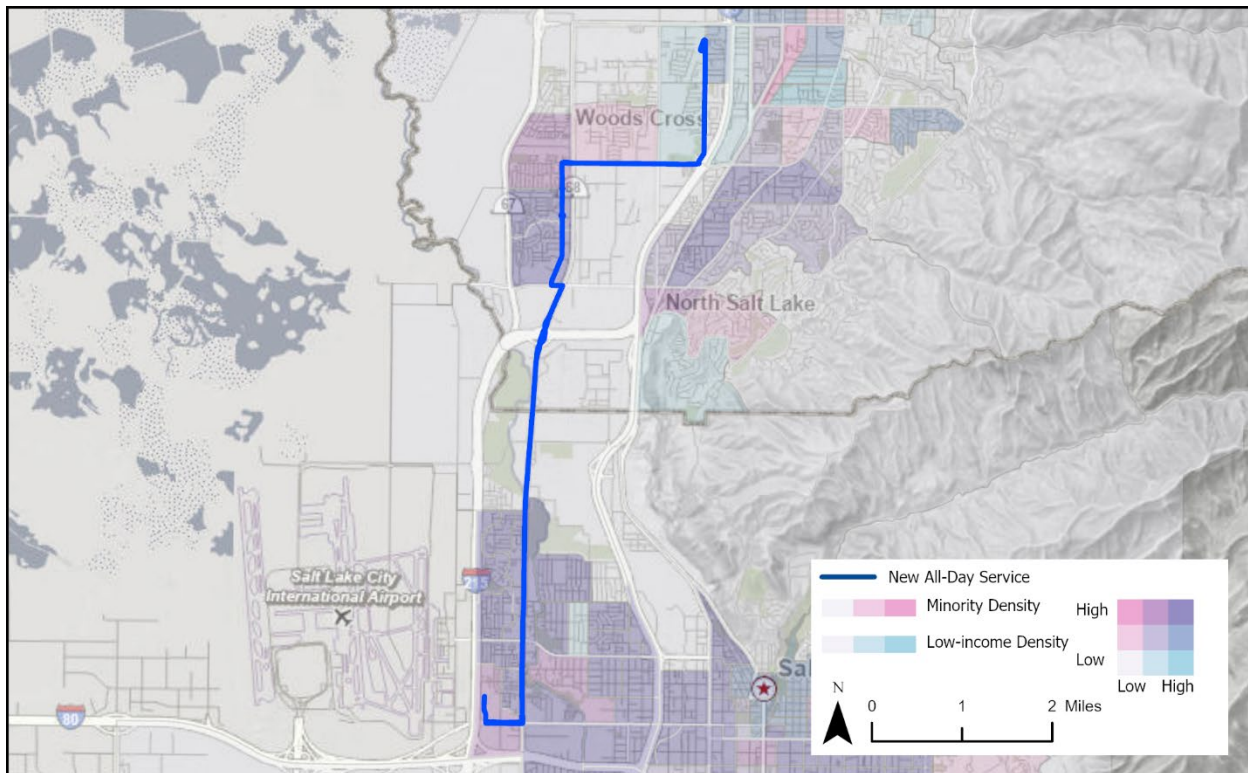 Woods Cross
68
67
North Salt Lake
Salt Lake City
International Airport
215
80
Sal
New All-Day Service
Minority Density
Low-income Density
High
Low
Low High
N
0 1 2 Miles